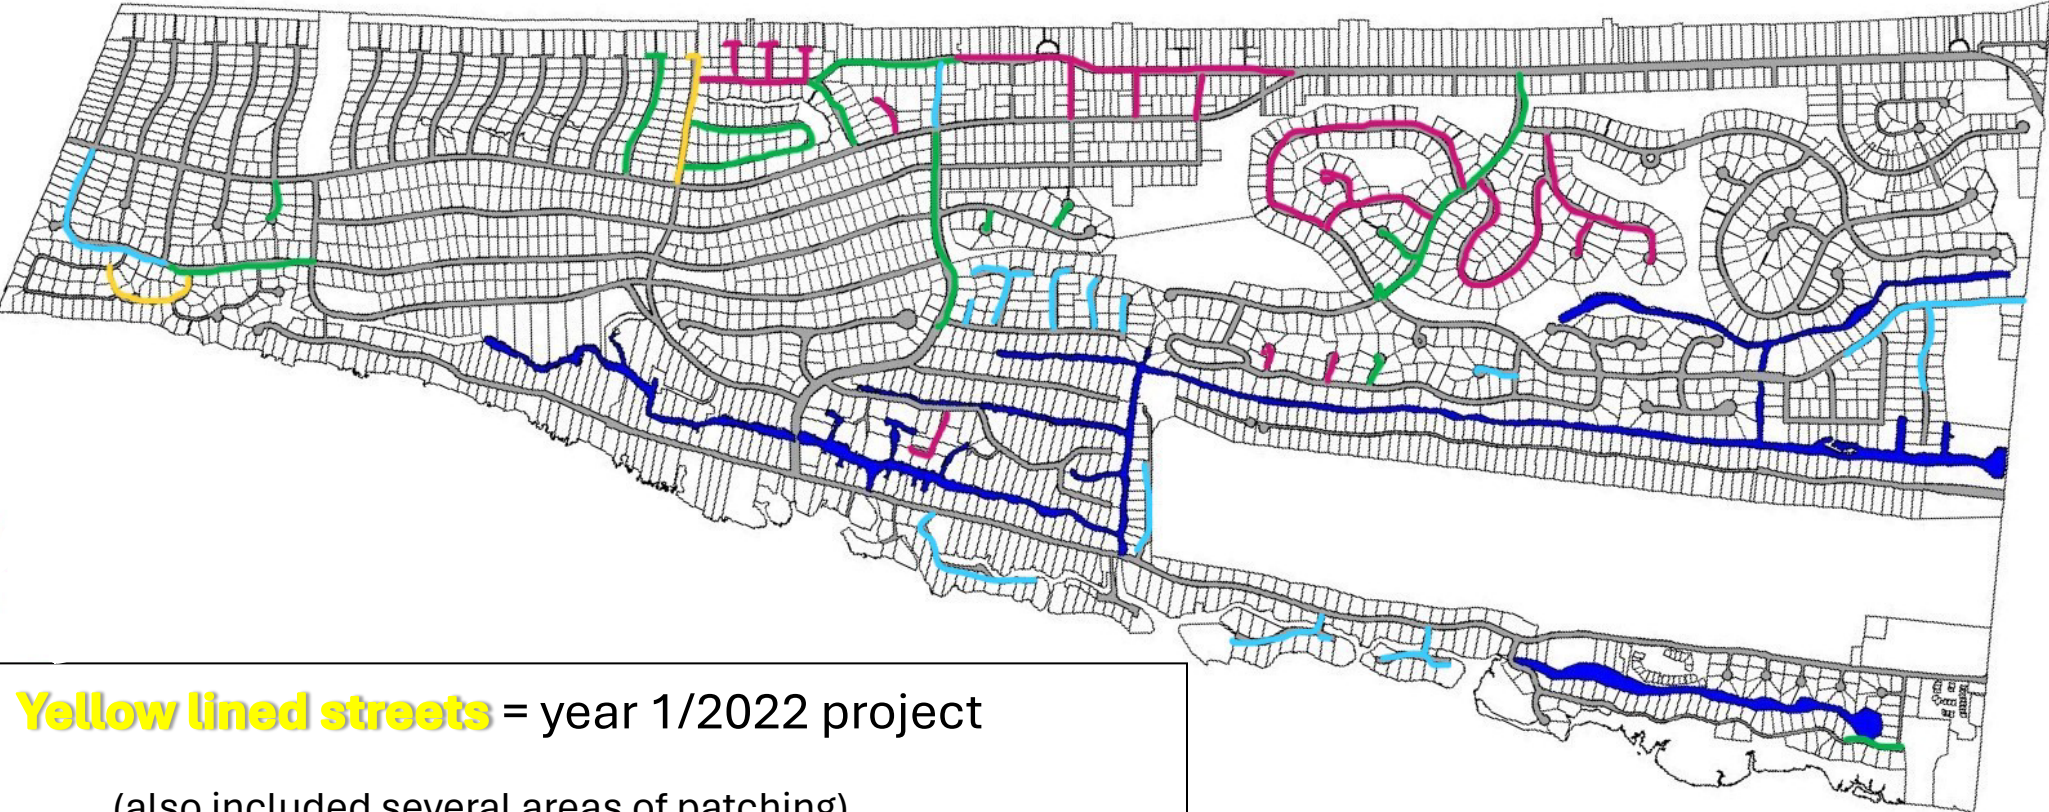 Yellow lined streets = year 1/2022 project
(also included several areas of patching)